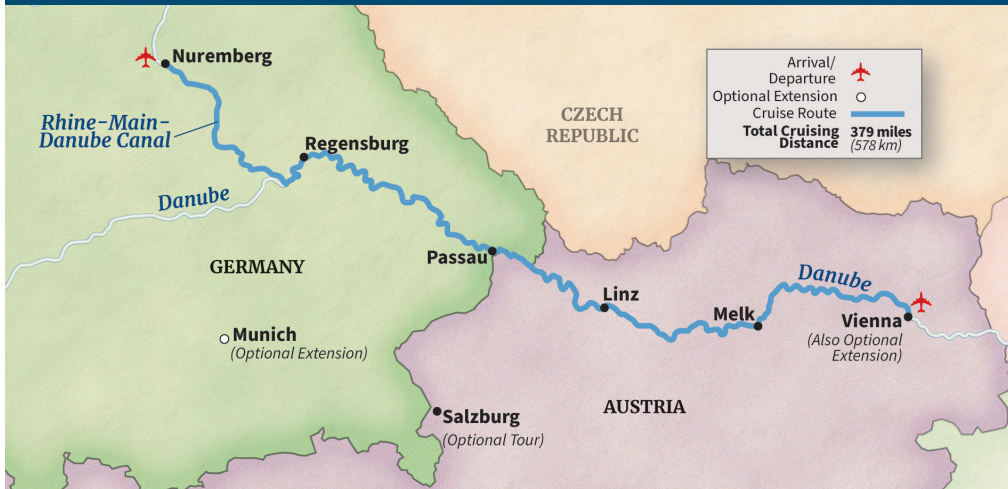 Nuremberg
Rhine–Main–
Danube Canal
Regensburg
Danube
CZECH
REPUBLIC
Arrival/
Departure
Optional Extension
Cruise Route
Total Cruising
Distance
379 miles
(578 km)
Passau
GERMANY
Linz
Danube
Melk
Vienna
(Also Optional
Extension)
Munich
(Optional Extension)
AUSTRIA
Salzburg
(Optional Tour)